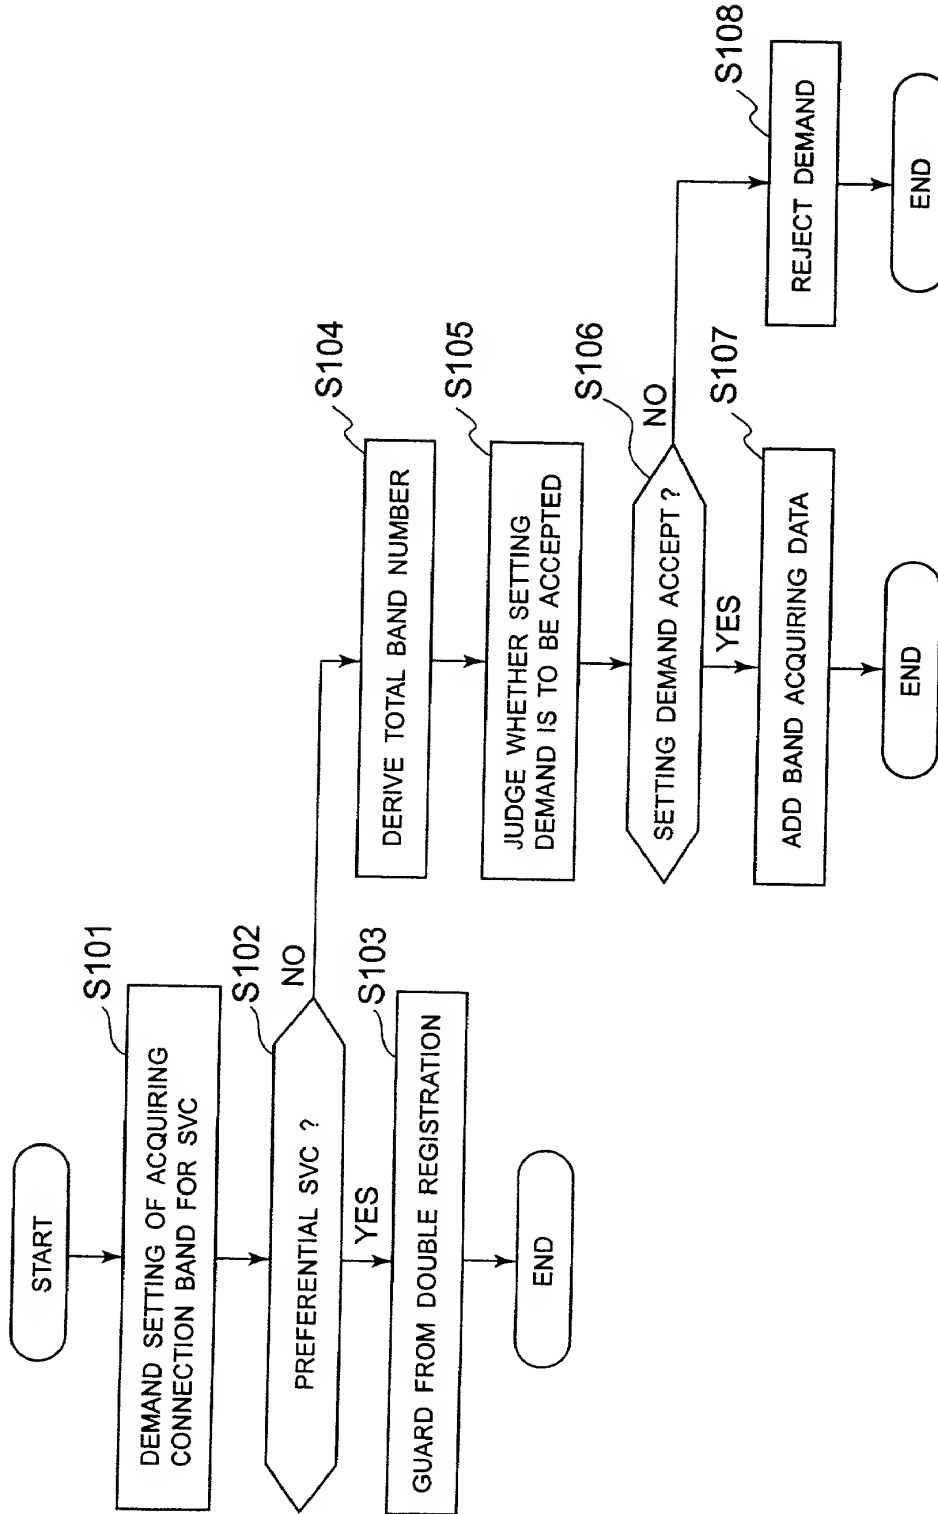 START
S101
DEMAND SETTING OF ACQUIRING
CONNECTION BAND FOR SVC
S102
PREFERENTIAL SVC ?
NO
YES
S103
GUARD FROM DOUBLE REGISTRATION
END
S104
DERIVE TOTAL BAND NUMBER
S105
JUDGE WHETHER SETTING
DEMAND IS TO BE ACCEPTED
S106
SETTING DEMAND ACCEPT ?
NO
YES
S107
ADD BAND ACQUIRING DATA
END
S108
REJECT DEMAND
END